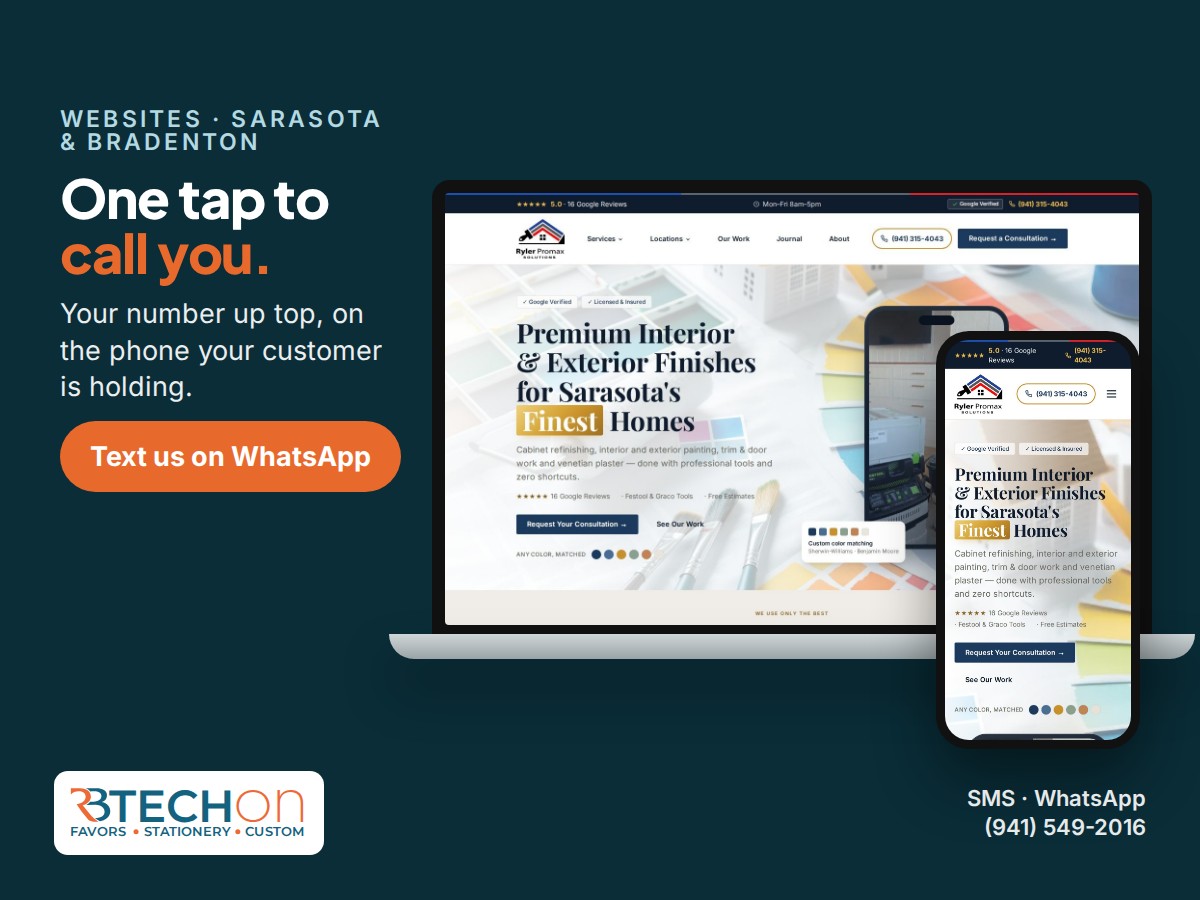 WEBSITES · SARASOTA
& BRADENTON
One tap to
call you.
Your number up top, on
the phone your customer
is holding.
Text us on WhatsApp
★★★★★ 5.0 · 16 Google Reviews
Mon–Fri 8am–5pm
✓ Google Verified
(941) 315-4043
Ryler Promax
SOLUTIONS
Services
Locations
Our Work
Journal
About
(941) 315-4043
Request a Consultation →
✓ Google Verified
✓ Licensed & Insured
Premium Interior
& Exterior Finishes
for Sarasota's
Finest Homes
Cabinet refinishing, interior and exterior painting, trim & door
work and venetian plaster — done with professional tools and
zero shortcuts.
★★★★★ 16 Google Reviews · Festool & Graco Tools · Free Estimates
Request Your Consultation →
See Our Work
ANY COLOR, MATCHED
Custom color matching
Sherwin-Williams · Benjamin Moore
WE USE ONLY THE BEST
★★★★★ 5.0 · 16 Google
Reviews
(941) 315-
4043
Ryler Promax
SOLUTIONS
(941) 315-4043
✓ Google Verified
✓ Licensed & Insured
Premium Interior
& Exterior Finishes
for Sarasota's
Finest Homes
Cabinet refinishing, interior and exterior
painting, trim & door work and venetian
plaster — done with professional tools
and zero shortcuts.
★★★★★ 16 Google Reviews
· Festool & Graco Tools · Free Estimates
Request Your Consultation →
See Our Work
ANY COLOR, MATCHED
RBTECHON
FAVORS • STATIONERY • CUSTOM
SMS · WhatsApp
(941) 549-2016